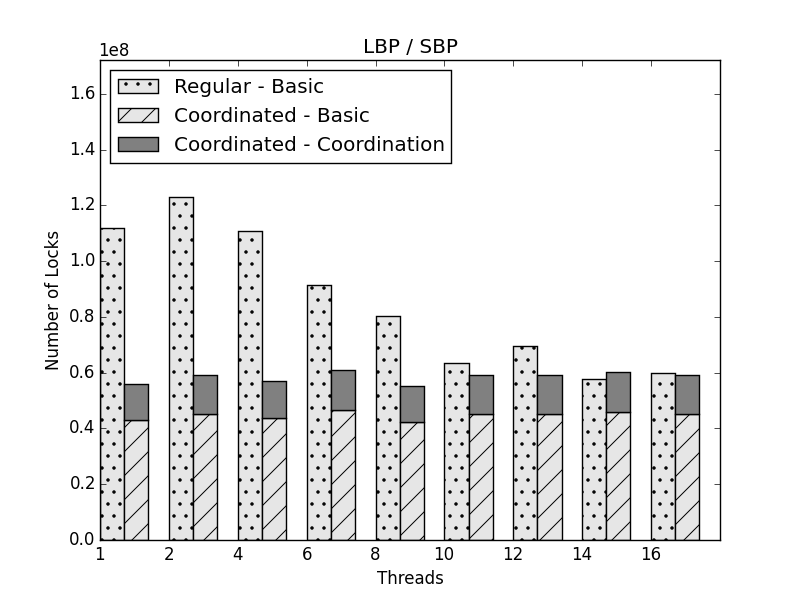 LBP / SBP
1e8
Regular - Basic
Coordinated - Basic
Coordinated - Coordination
1.6
1.4
1.2
1.0
0.8
0.6
0.4
0.2
0.0
Number of Locks
1 2 4 6 8 10 12 14 16
Threads